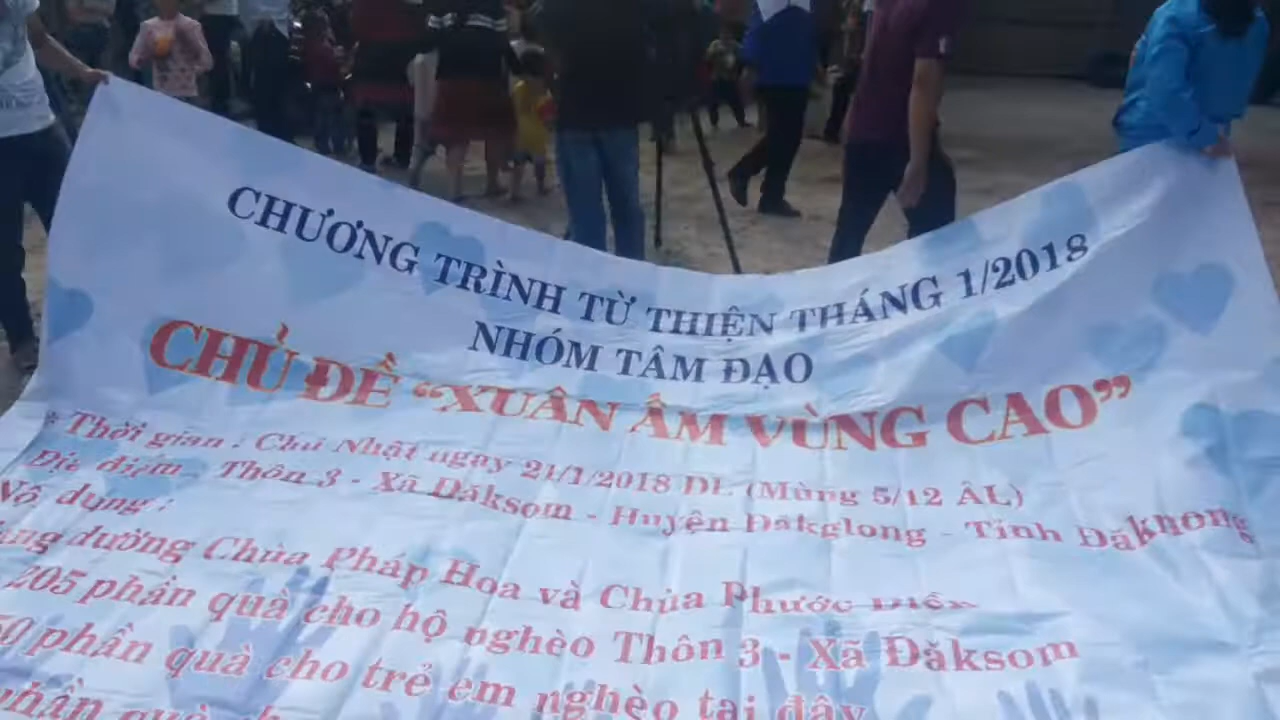 CHƯƠNG TRÌNH TỪ THIỆN THÁNG 1/2018
NHÓM TÂM ĐẠO
CHỦ ĐỀ “XUÂN ẤM VÙNG CAO”
* Thời gian : Chủ Nhật ngày 21/1/2018 DL (Mùng 5/12 ÂL)
Địa điểm - Thôn 3 - Xã Đăksom - Huyện Đăkglong - Tỉnh Đăknông
dung :
dường Chùa Pháp Hoa và Chùa Phước
205 phần quà cho hộ nghèo Thôn 3 - Xã Đăksom
phần quà cho trẻ em nghèo tại đây
phần quà